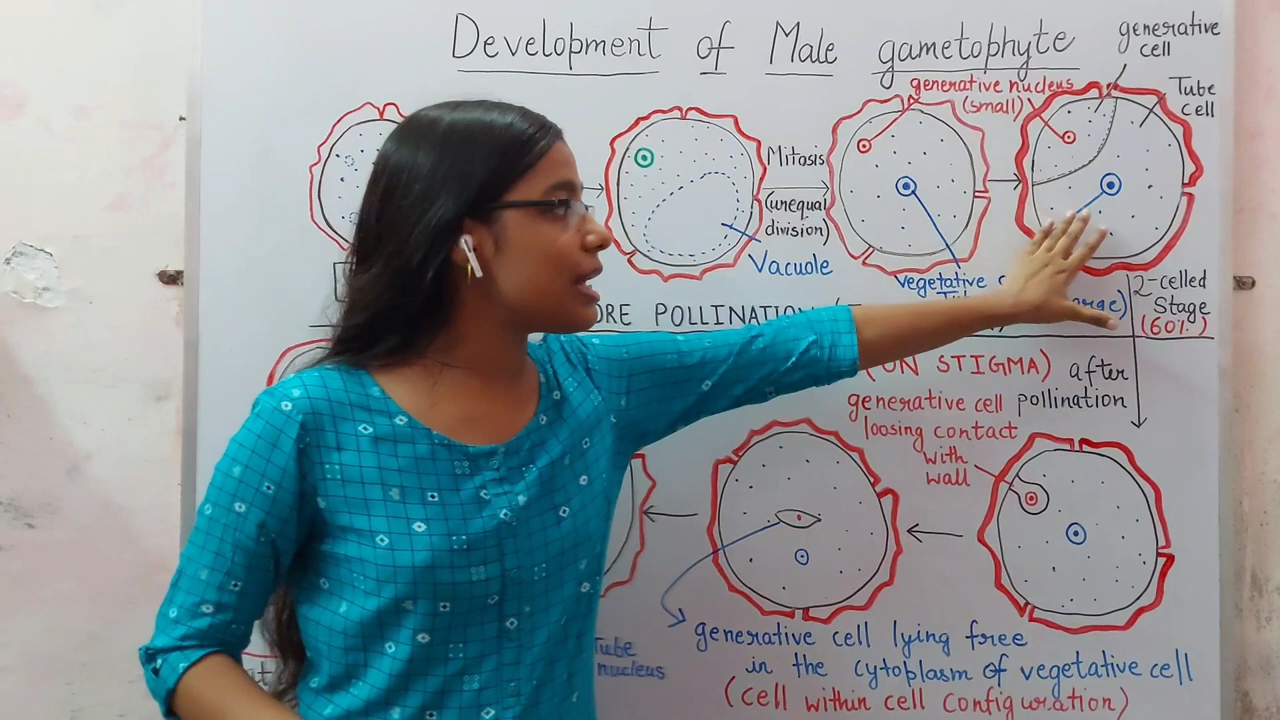 Development of Male gametophyte
generative
cell
generative nucleus
(small)
Tube
cell
Mitosis
(unequal
division)
Vacuole
vegetative
2-celled
Stage
(60%)
ORE POLLINATION
(ON STIGMA) after
pollination
generative cell
loosing contact
with
wall
generative cell lying free
in the cytoplasm of vegetative cell
(cell within cell configuration)
Tube
nucleus